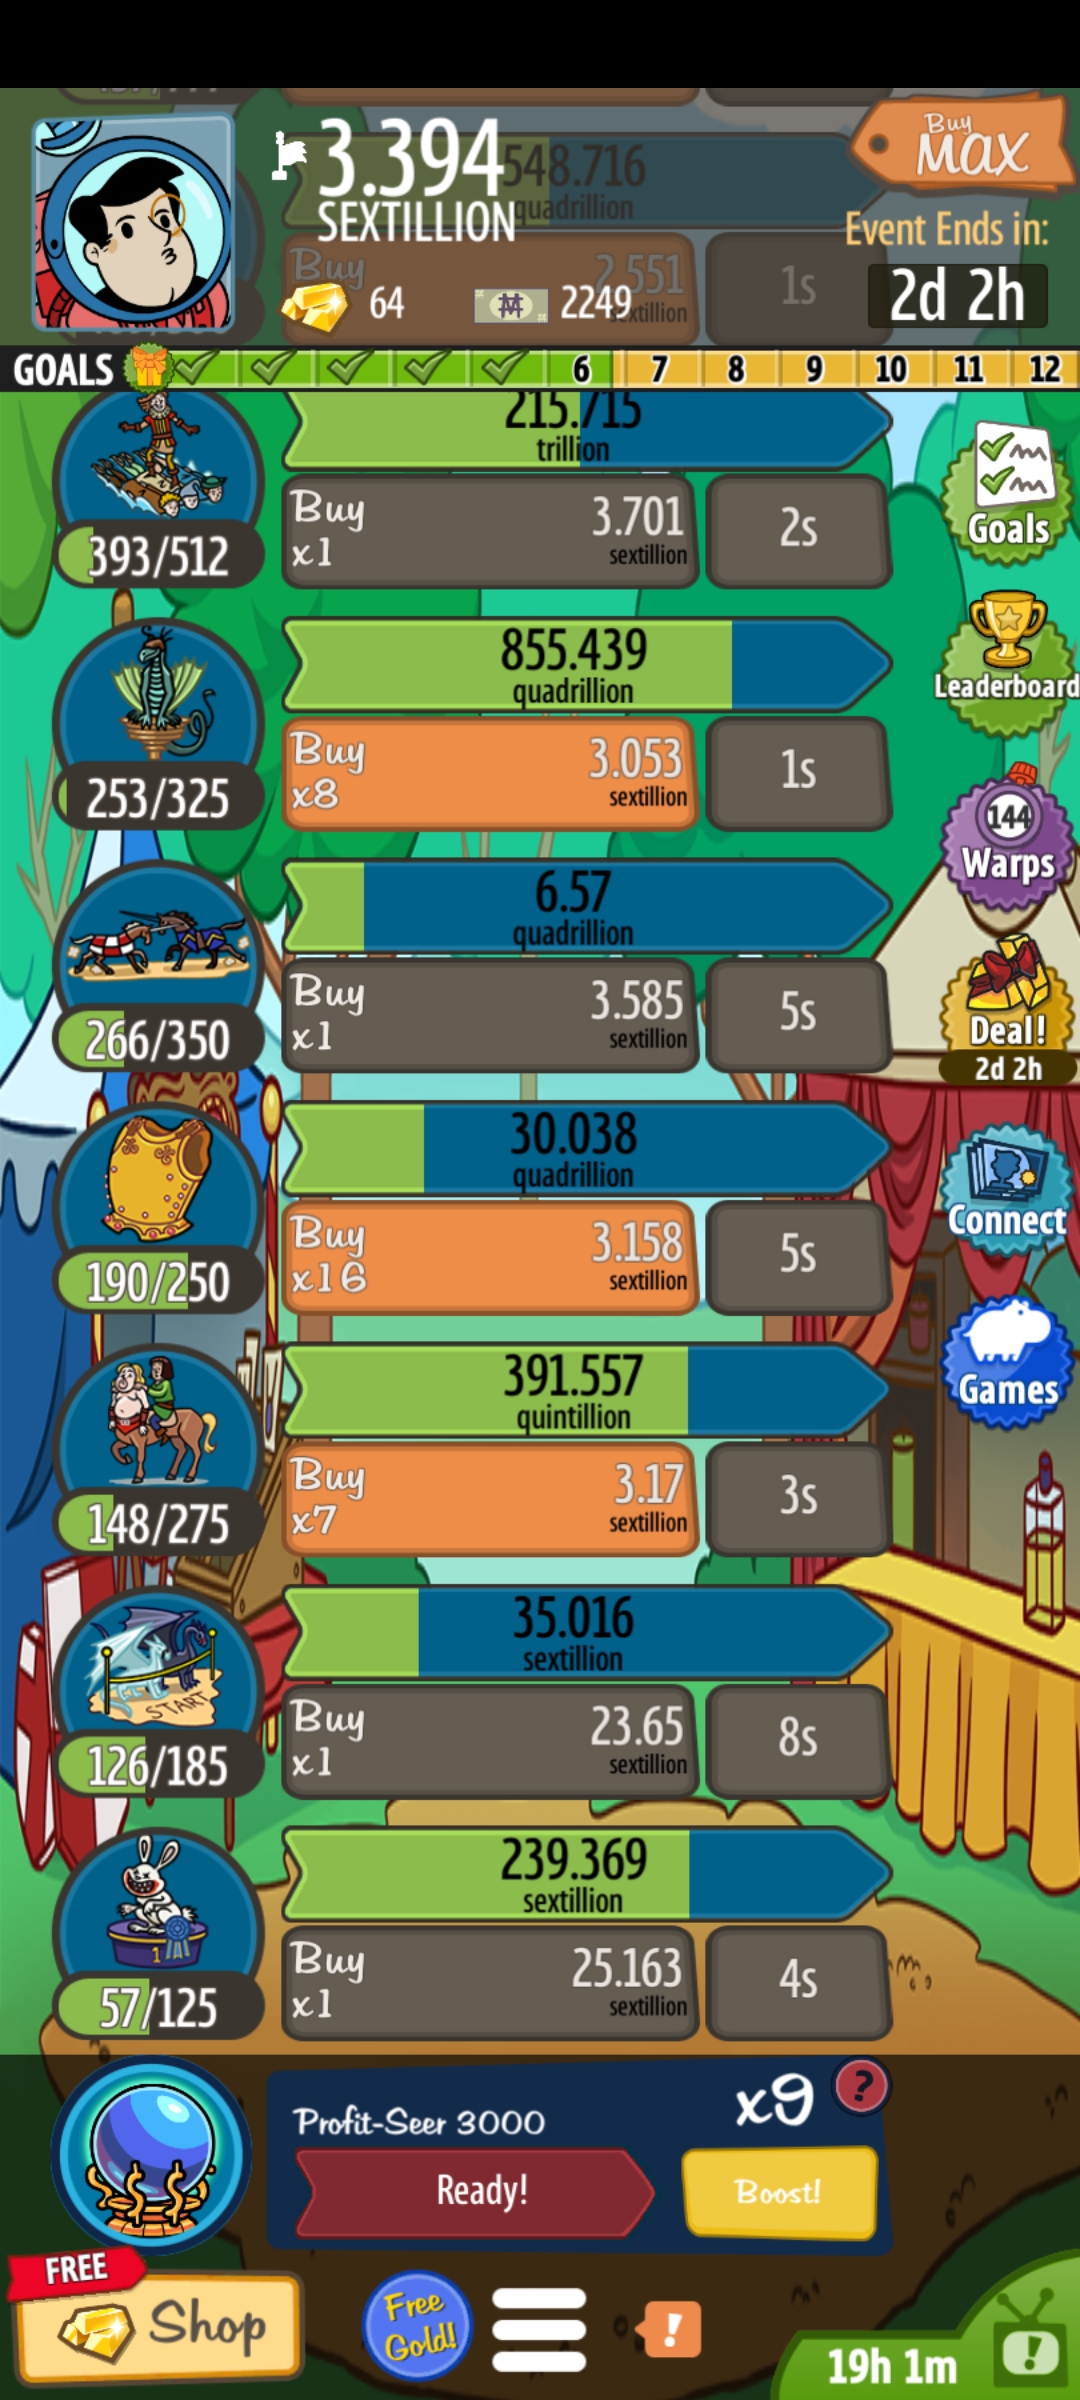 3.394
SEXTILLION
548.716
quadrillion
Buy
MAX
Event Ends in:
2d 2h
Buy
2.551
sextillion
1s
64
2249
GOALS
6
7
8
9
10
11
12
215.715
trillion
393/512
Buy
x1
3.701
sextillion
2s
Goals
855.439
quadrillion
253/325
Buy
x8
3.053
sextillion
1s
Leaderboard
144
Warps
6.57
quadrillion
266/350
Buy
x1
3.585
sextillion
5s
Deal!
2d 2h
30.038
quadrillion
190/250
Buy
x16
3.158
sextillion
5s
Connect
Games
391.557
quintillion
148/275
Buy
x7
3.17
sextillion
3s
35.016
sextillion
START
126/185
Buy
x1
23.65
sextillion
8s
239.369
sextillion
1
57/125
Buy
x1
25.163
sextillion
4s
Profit-Seer 3000
x9
?
Ready!
Boost!
FREE
Shop
Free
Gold!
!
19h 1m
!